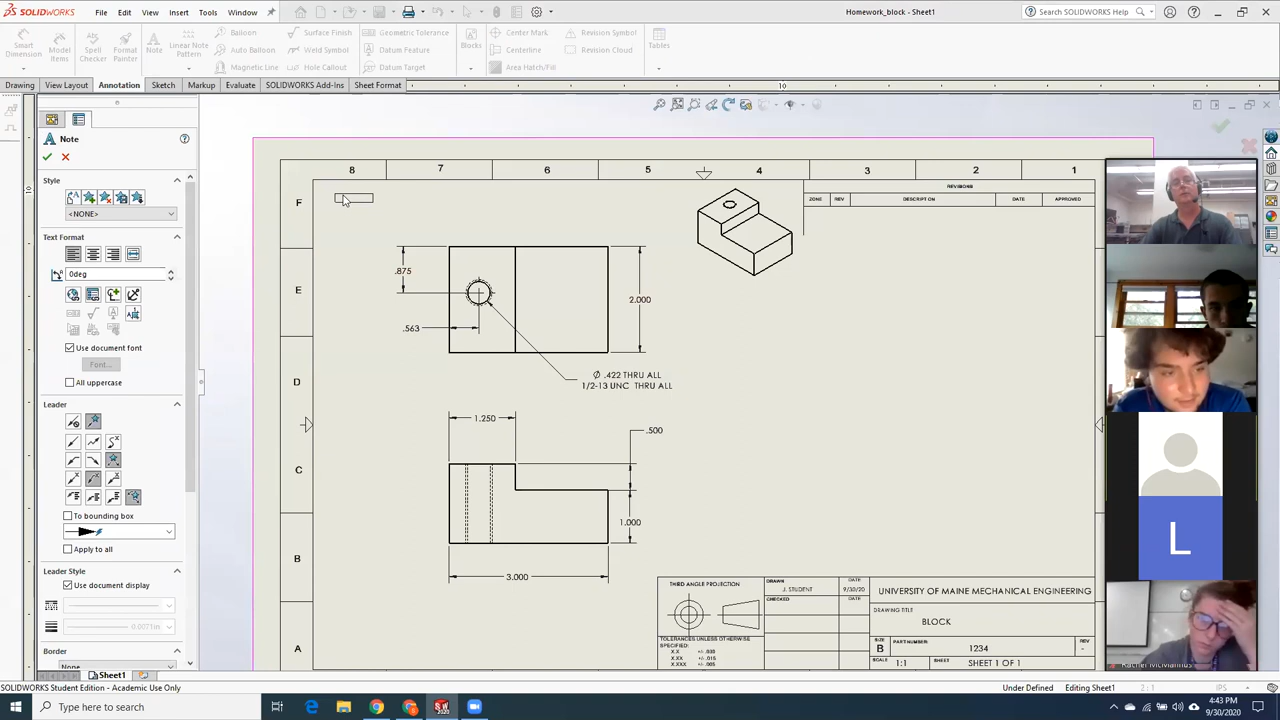 SOLIDWORKS File Edit View Insert Tools Window Homework_block - Sheet1 Search SOLIDWORKS Help
Smart Dimension
Model Items
Spell Checker
Format Painter
Note
Linear Note Pattern
Balloon
Auto Balloon
Magnetic Line
Surface Finish
Weld Symbol
Hole Callout
Geometric Tolerance
Datum Feature
Datum Target
Blocks
Center Mark
Centerline
Area Hatch/Fill
Revision Symbol
Revision Cloud
Tables
Drawing View Layout Annotation Sketch Markup Evaluate SOLIDWORKS Add-Ins Sheet Format
10
Note
Style
<NONE>
Text Format
0deg
Use document font
Font...
All uppercase
Leader
To bounding box
Apply to all
Leader Style
Use document display
0.0071in
Border
None
8 7 6 5 4 3 2 1
F
E
D
C
B
A
REVISIONS
ZONE REV DESCRIPTION DATE APPROVED
.875
.563
2.000
Ø .422 THRU ALL
1/2-13 UNC THRU ALL
1.250
.500
1.000
3.000
THIRD ANGLE PROJECTION
TOLERANCES UNLESS OTHERWISE
SPECIFIED:
X.X +/- .030
X.XX +/- .015
X.XXX +/- .005
DRAWN
J. STUDENT
DATE
9/30/20
CHECKED
DATE
UNIVERSITY OF MAINE MECHANICAL ENGINEERING
DRAWING TITLE
BLOCK
SIZE
B
PART NUMBER:
1234
REV
-
SCALE
1:1
SHEET
SHEET 1 OF 1
L
Rachel McManus
Sheet1
SOLIDWORKS Student Edition - Academic Use Only
Under Defined Editing Sheet1 2 : 1 IPS
Type here to search
4:43 PM
9/30/2020